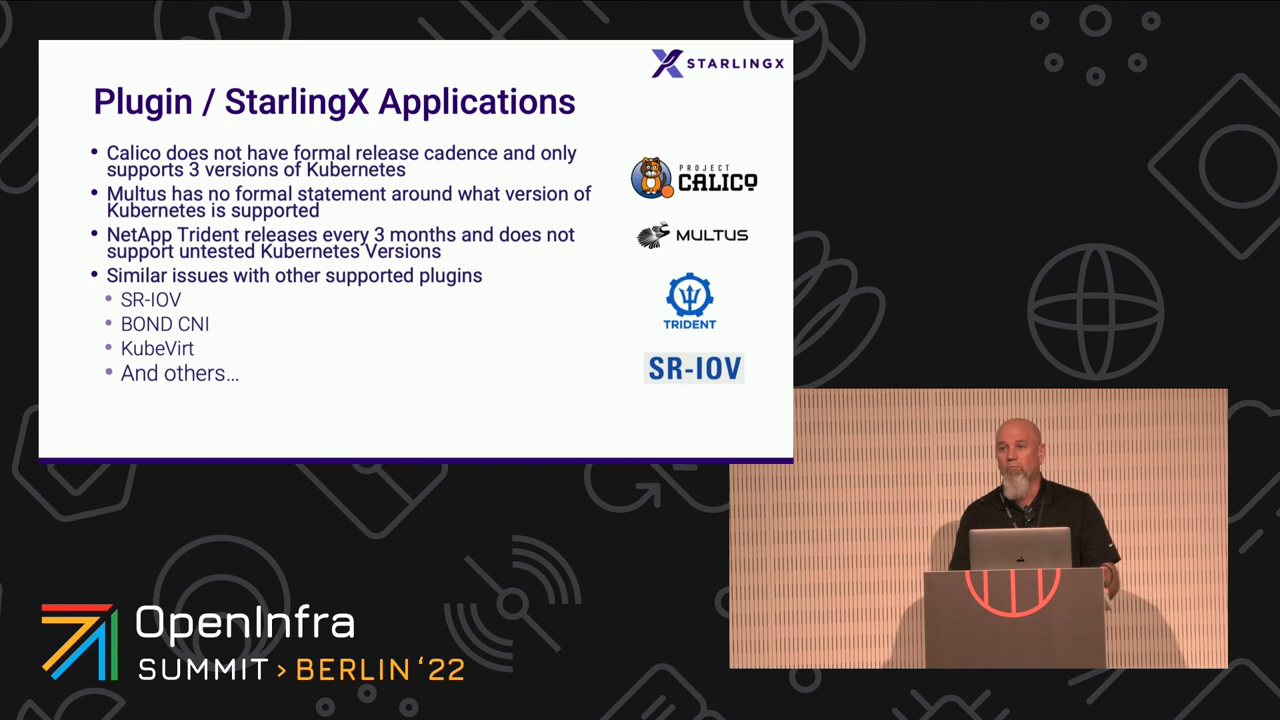 STARLINGX
Plugin / StarlingX Applications
• Calico does not have formal release cadence and only
supports 3 versions of Kubernetes
• Multus has no formal statement around what version of
Kubernetes is supported
• NetApp Trident releases every 3 months and does not
support untested Kubernetes Versions
• Similar issues with other supported plugins
• SR-IOV
• BOND CNI
• KubeVirt
• And others...
PROJECT
CALICO
MULTUS
TRIDENT
SR-IOV
OpenInfra
SUMMIT > BERLIN ‘22